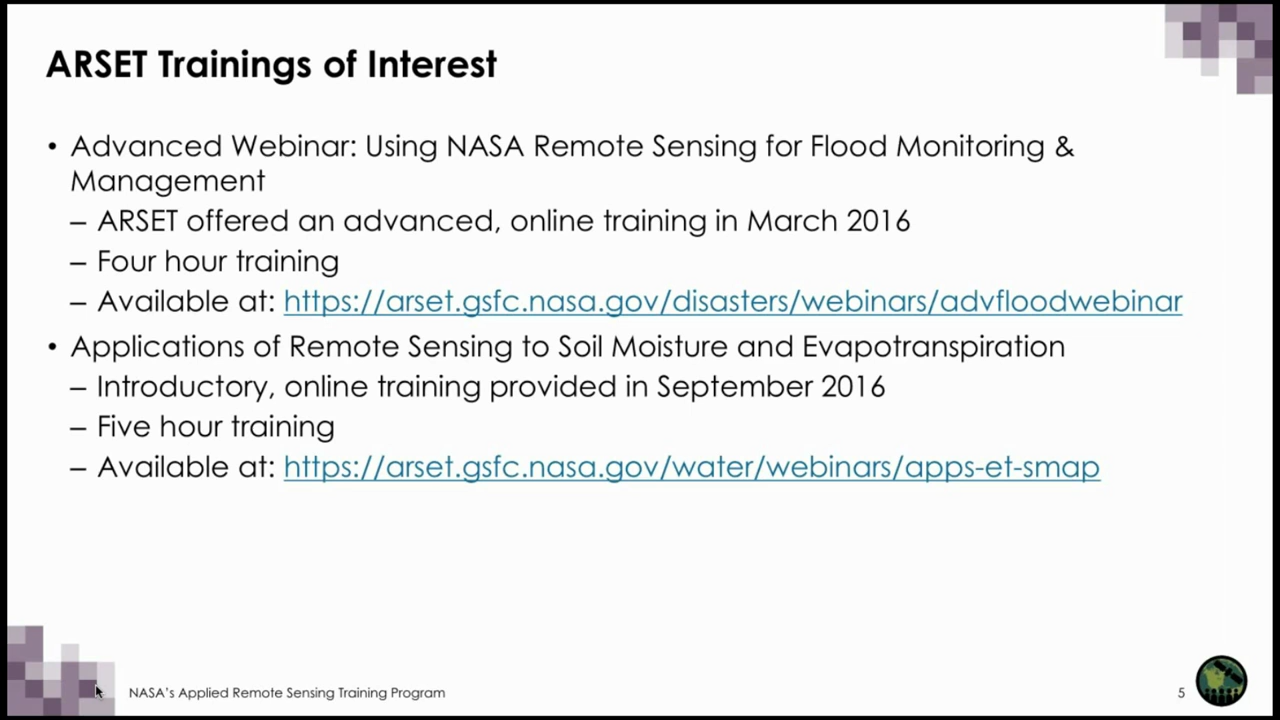 ARSET Trainings of Interest
• Advanced Webinar: Using NASA Remote Sensing for Flood Monitoring &
Management
– ARSET offered an advanced, online training in March 2016
– Four hour training
– Available at: https://arset.gsfc.nasa.gov/disasters/webinars/advfloodwebinar
• Applications of Remote Sensing to Soil Moisture and Evapotranspiration
– Introductory, online training provided in September 2016
– Five hour training
– Available at: https://arset.gsfc.nasa.gov/water/webinars/apps-et-smap
NASA's Applied Remote Sensing Training Program
5